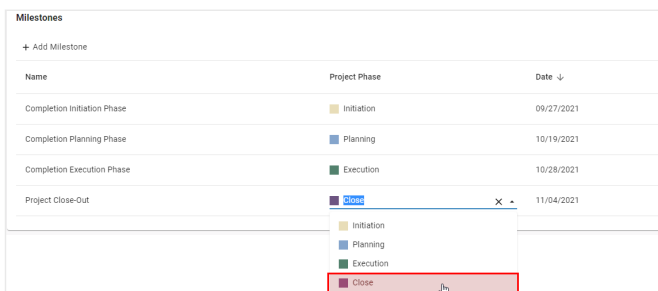 Milestones
+ Add Milestone
Name Project Phase Date ↓
Completion Initiation Phase Initiation 09/27/2021
Completion Planning Phase Planning 10/19/2021
Completion Execution Phase Execution 10/28/2021
Project Close-Out Close 11/04/2021
Initiation
Planning
Execution
Close